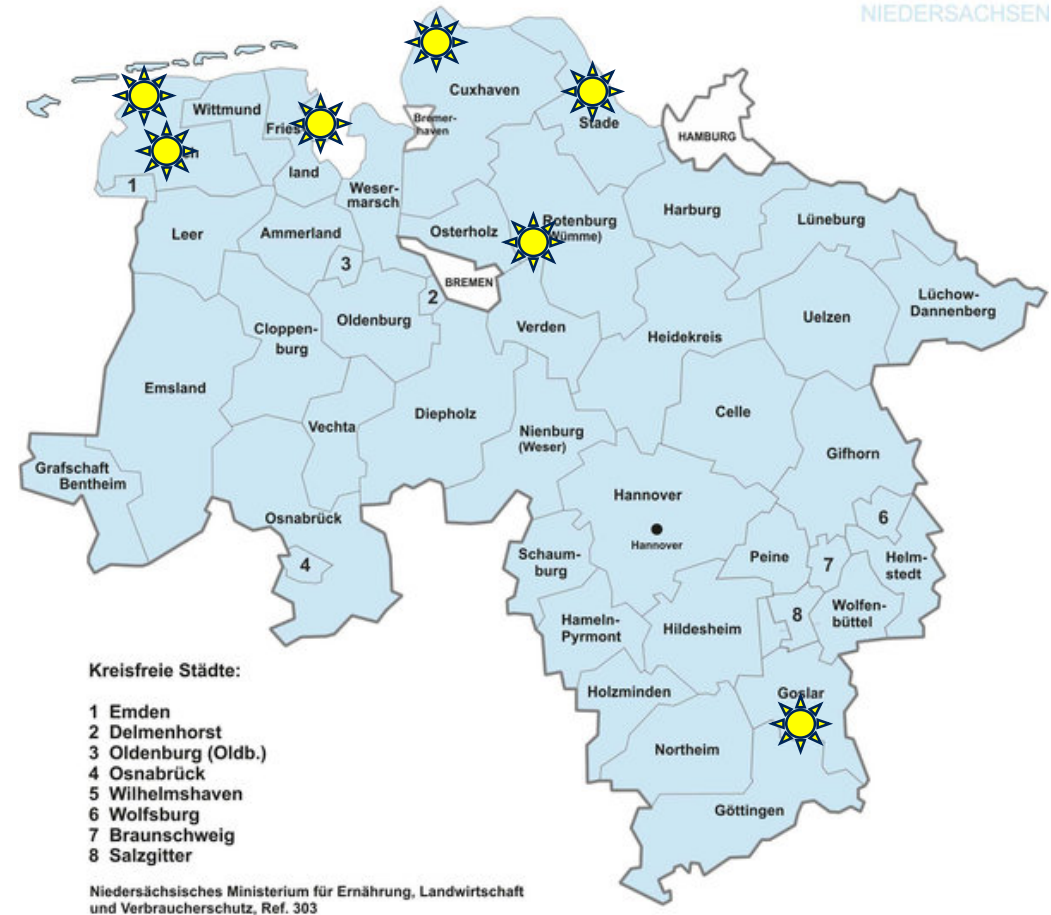 NIEDERSACHSEN
Cuxhaven
Wittmund
Fries
land
Bremer-
haven
Stade
HAMBURG
1
Weser-
marsch
Leer
Ammerland
Osterholz
Rotenburg
(Wümme)
Harburg
Lüneburg
3
BREMEN
2
Oldenburg
Cloppen-
burg
Verden
Heidekreis
Uelzen
Lüchow-
Dannenberg
Emsland
Vechta
Diepholz
Nienburg
(Weser)
Celle
Gifhorn
Grafschaft
Bentheim
Osnabrück
4
Hannover
Hannover
Schaum-
burg
Peine
6
7
Helm-
stedt
8
Wolfen-
büttel
Hameln-
Pyrmont
Hildesheim
Holzminden
Goslar
Northeim
Göttingen
Kreisfreie Städte:
1 Emden
2 Delmenhorst
3 Oldenburg (Oldb.)
4 Osnabrück
5 Wilhelmshaven
6 Wolfsburg
7 Braunschweig
8 Salzgitter
Niedersächsisches Ministerium für Ernährung, Landwirtschaft
und Verbraucherschutz, Ref. 303